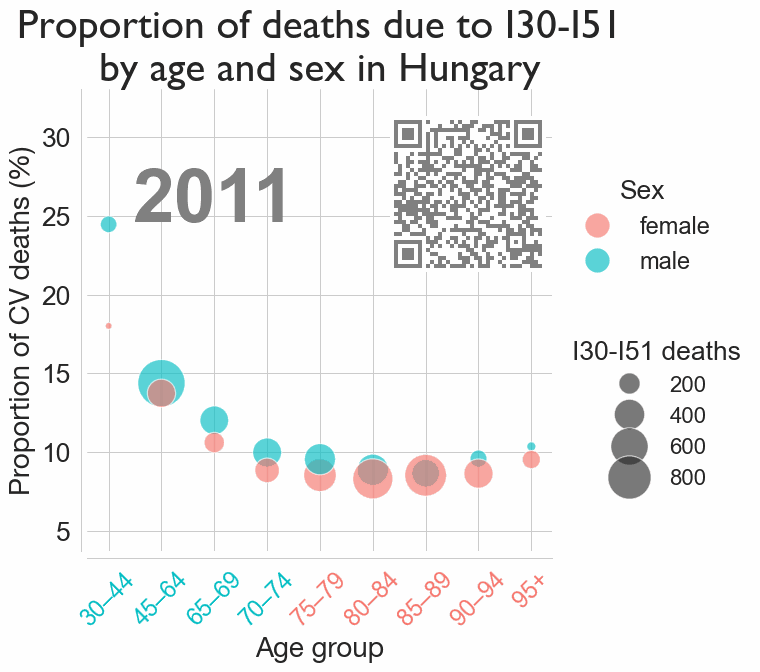 Proportion of deaths due to I30-I51
by age and sex in Hungary
Proportion of CV deaths (%)
30
25
20
15
10
5
2011
Sex
female
male
I30-I51 deaths
200
400
600
800
30–44
45–64
65–69
70–74
75–79
80–84
85–89
90–94
95+
Age group